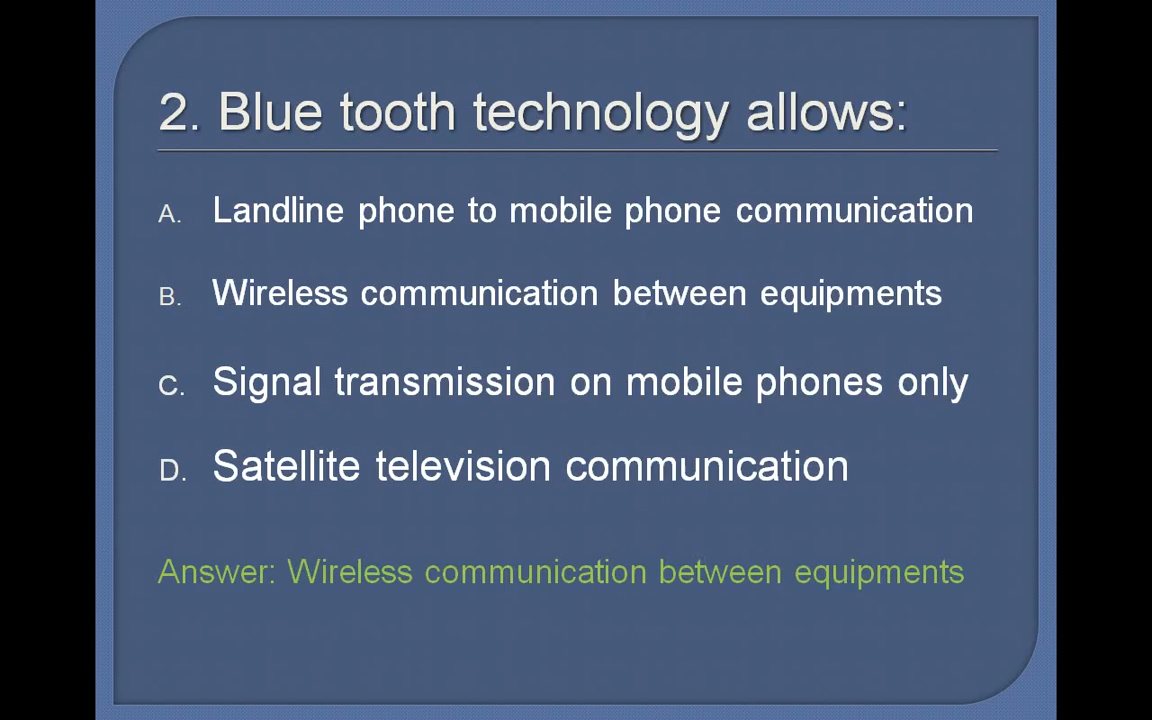 2. Blue tooth technology allows:
A. Landline phone to mobile phone communication
B. Wireless communication between equipments
C. Signal transmission on mobile phones only
D. Satellite television communication
Answer: Wireless communication between equipments